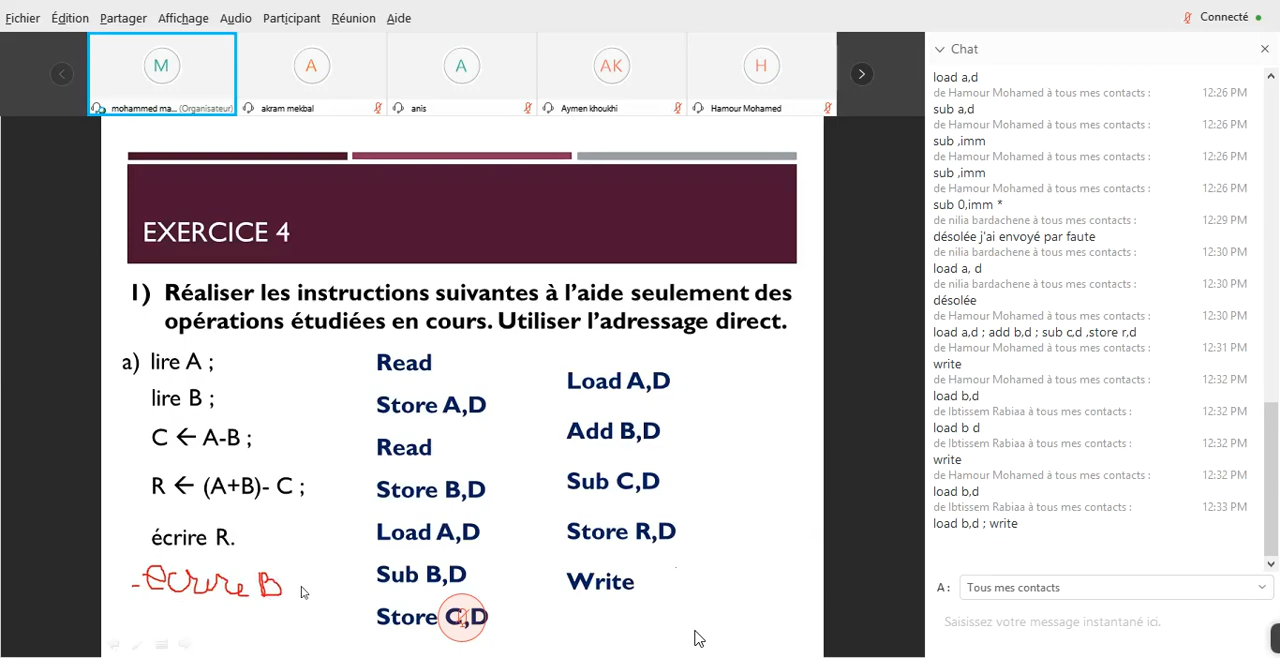 Fichier Édition Partager Affichage Audio Participant Réunion Aide
Connecté
M
mohammed ma... (Organisateur)
A
akram mekbal
A
anis
AK
Aymen khoukhi
H
Hamour Mohamed
EXERCICE 4
1) Réaliser les instructions suivantes à l'aide seulement des
opérations étudiées en cours. Utiliser l'adressage direct.
a) lire A ;
lire B ;
C ← A-B ;
R ← (A+B)- C ;
écrire R.
-écrire B
Read
Store A,D
Read
Store B,D
Load A,D
Sub B,D
Store C,D
Load A,D
Add B,D
Sub C,D
Store R,D
Write
Chat
load a,d
de Hamour Mohamed à tous mes contacts : 12:26 PM
sub a,d
de Hamour Mohamed à tous mes contacts : 12:26 PM
sub ,imm
de Hamour Mohamed à tous mes contacts : 12:26 PM
sub ,imm
de Hamour Mohamed à tous mes contacts : 12:26 PM
sub 0,imm *
de nilia bardachene à tous mes contacts : 12:29 PM
désolée j'ai envoyé par faute
de nilia bardachene à tous mes contacts : 12:30 PM
load a, d
de nilia bardachene à tous mes contacts : 12:30 PM
désolée
de Hamour Mohamed à tous mes contacts : 12:30 PM
load a,d ; add b,d ; sub c,d ,store r,d
de Hamour Mohamed à tous mes contacts : 12:31 PM
write
de Hamour Mohamed à tous mes contacts : 12:32 PM
load b,d
de Ibtissem Rabiaa à tous mes contacts : 12:32 PM
load b d
de Ibtissem Rabiaa à tous mes contacts : 12:32 PM
write
de Hamour Mohamed à tous mes contacts : 12:32 PM
load b,d
de Ibtissem Rabiaa à tous mes contacts : 12:33 PM
load b,d ; write
A : Tous mes contacts
Saisissez votre message instantané ici.